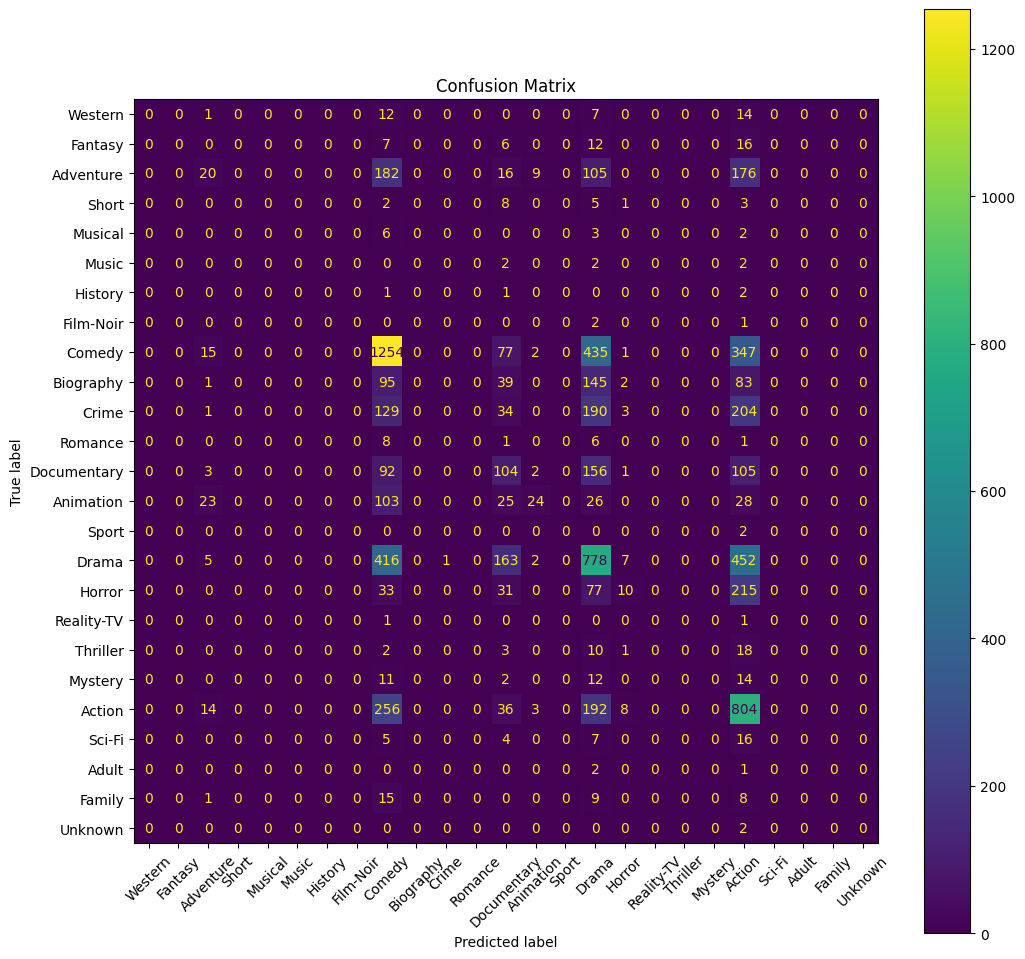 Confusion Matrix
True label
Western 0 0 1 0 0 0 0 0 12 0 0 0 0 0 0 7 0 0 0 0 14 0 0 0 0
Fantasy 0 0 0 0 0 0 0 0 7 0 0 0 6 0 0 12 0 0 0 0 16 0 0 0 0
Adventure 0 0 20 0 0 0 0 0 182 0 0 0 16 9 0 105 0 0 0 0 176 0 0 0 0
Short 0 0 0 0 0 0 0 0 2 0 0 0 8 0 0 5 1 0 0 0 3 0 0 0 0
Musical 0 0 0 0 0 0 0 0 6 0 0 0 0 0 0 3 0 0 0 0 2 0 0 0 0
Music 0 0 0 0 0 0 0 0 0 0 0 0 2 0 0 2 0 0 0 0 2 0 0 0 0
History 0 0 0 0 0 0 0 0 1 0 0 0 1 0 0 0 0 0 0 0 2 0 0 0 0
Film-Noir 0 0 0 0 0 0 0 0 0 0 0 0 0 0 0 2 0 0 0 0 1 0 0 0 0
Comedy 0 0 15 0 0 0 0 0 1254 0 0 0 77 2 0 435 1 0 0 0 347 0 0 0 0
Biography 0 0 1 0 0 0 0 0 95 0 0 0 39 0 0 145 2 0 0 0 83 0 0 0 0
Crime 0 0 1 0 0 0 0 0 129 0 0 0 34 0 0 190 3 0 0 0 204 0 0 0 0
Romance 0 0 0 0 0 0 0 0 8 0 0 0 1 0 0 6 0 0 0 0 1 0 0 0 0
Documentary 0 0 3 0 0 0 0 0 92 0 0 0 104 2 0 156 1 0 0 0 105 0 0 0 0
Animation 0 0 23 0 0 0 0 0 103 0 0 0 25 24 0 26 0 0 0 0 28 0 0 0 0
Sport 0 0 0 0 0 0 0 0 0 0 0 0 0 0 0 0 0 0 0 0 2 0 0 0 0
Drama 0 0 5 0 0 0 0 0 416 0 1 0 163 2 0 778 7 0 0 0 452 0 0 0 0
Horror 0 0 0 0 0 0 0 0 33 0 0 0 31 0 0 77 10 0 0 0 215 0 0 0 0
Reality-TV 0 0 0 0 0 0 0 0 1 0 0 0 0 0 0 0 0 0 0 0 1 0 0 0 0
Thriller 0 0 0 0 0 0 0 0 2 0 0 0 3 0 0 10 1 0 0 0 18 0 0 0 0
Mystery 0 0 0 0 0 0 0 0 11 0 0 0 2 0 0 12 0 0 0 0 14 0 0 0 0
Action 0 0 14 0 0 0 0 0 256 0 0 0 36 3 0 192 8 0 0 0 804 0 0 0 0
Sci-Fi 0 0 0 0 0 0 0 0 5 0 0 0 4 0 0 7 0 0 0 0 16 0 0 0 0
Adult 0 0 0 0 0 0 0 0 0 0 0 0 0 0 0 2 0 0 0 0 1 0 0 0 0
Family 0 0 1 0 0 0 0 0 15 0 0 0 0 0 0 9 0 0 0 0 8 0 0 0 0
Unknown 0 0 0 0 0 0 0 0 0 0 0 0 0 0 0 0 0 0 0 0 2 0 0 0 0
Western Fantasy Adventure Short Musical Music History Film-Noir Comedy Biography Crime Romance Documentary Animation Sport Drama Horror Reality-TV Thriller Mystery Action Sci-Fi Adult Family Unknown
Predicted label
1200
1000
800
600
400
200
0